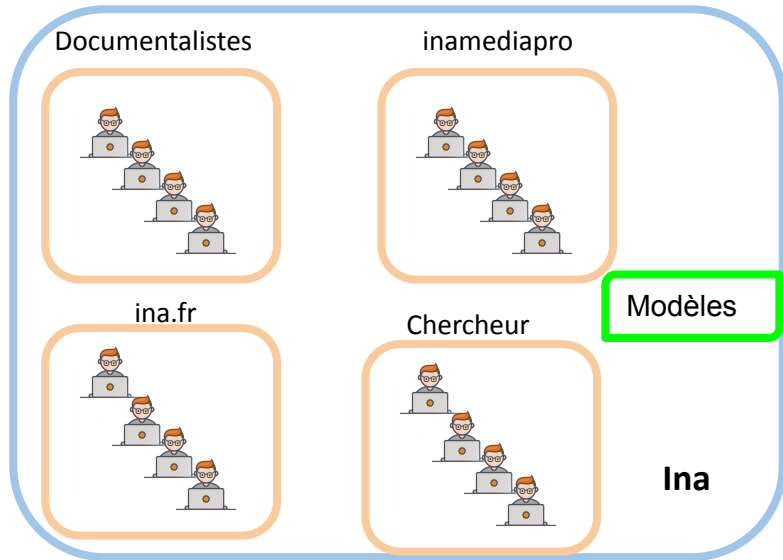 Documentalistes
inamediapro
ina.fr
Chercheur
Modèles
Ina